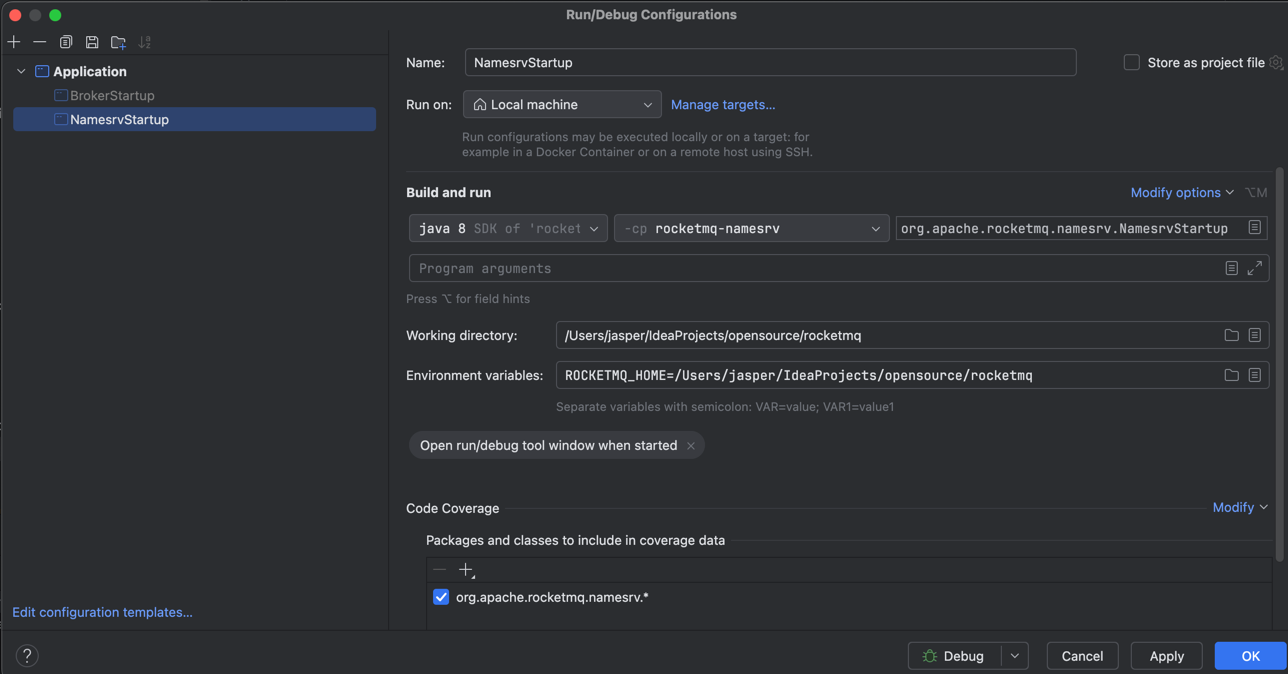 Run/Debug Configurations
Application
BrokerStartup
NamesrvStartup
Edit configuration templates...
?
Name: NamesrvStartup Store as project file
Run on: Local machine Manage targets...
Run configurations may be executed locally or on a target: for
example in a Docker Container or on a remote host using SSH.
Build and run Modify options ⌥M
java 8 SDK of 'rocket -cp rocketmq-namesrv org.apache.rocketmq.namesrv.NamesrvStartup
Program arguments
Press ⌥ for field hints
Working directory: /Users/jasper/IdeaProjects/opensource/rocketmq
Environment variables: ROCKETMQ_HOME=/Users/jasper/IdeaProjects/opensource/rocketmq
Separate variables with semicolon: VAR=value; VAR1=value1
Open run/debug tool window when started ×
Code Coverage Modify
Packages and classes to include in coverage data
org.apache.rocketmq.namesrv.*
Debug Cancel Apply OK